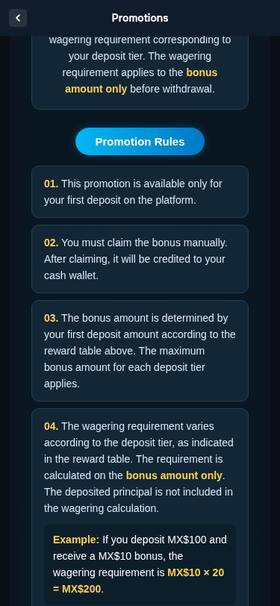 Promotions
wagering requirement corresponding to
your deposit tier. The wagering
requirement applies to the bonus
amount only before withdrawal.
Promotion Rules
01. This promotion is available only for
your first deposit on the platform.
02. You must claim the bonus manually.
After claiming, it will be credited to your
cash wallet.
03. The bonus amount is determined by
your first deposit amount according to the
reward table above. The maximum
bonus amount for each deposit tier
applies.
04. The wagering requirement varies
according to the deposit tier, as indicated
in the reward table. The requirement is
calculated on the bonus amount only.
The deposited principal is not included in
the wagering calculation.
Example: If you deposit MX$100 and
receive a MX$10 bonus, the
wagering requirement is MX$10 × 20
= MX$200.